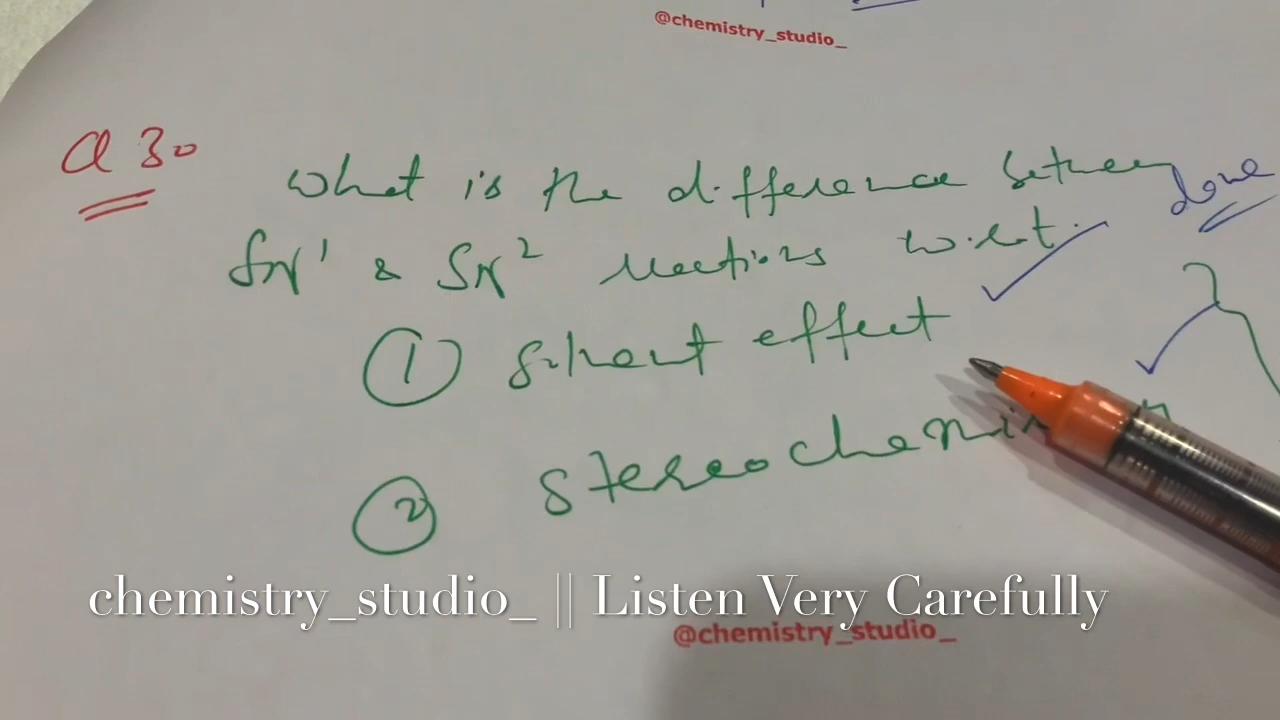 @chemistry_studio_
Q 30
What is the difference between done
SN1 & SN2 reactions w.r.t.
1 solvent effect
2 stereochemistry
chemistry_studio_ || Listen Very Carefully
@chemistry_studio_